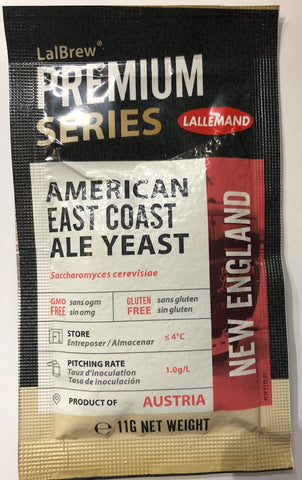 LalBrew®
PREMIUM
SERIES
LALLEMAND
AMERICAN
EAST COAST
ALE YEAST
Saccharomyces cerevisiae
NEW ENGLAND
GMO FREE sans ogm sin omg
GLUTEN FREE sans gluten sin gluten
STORE ≤ 4°C
Entreposer / Almacenar
PITCHING RATE 1.0g/L
Taux d'inoculation
Tasa de inoculación
PRODUCT OF AUSTRIA
℮ 11G NET WEIGHT